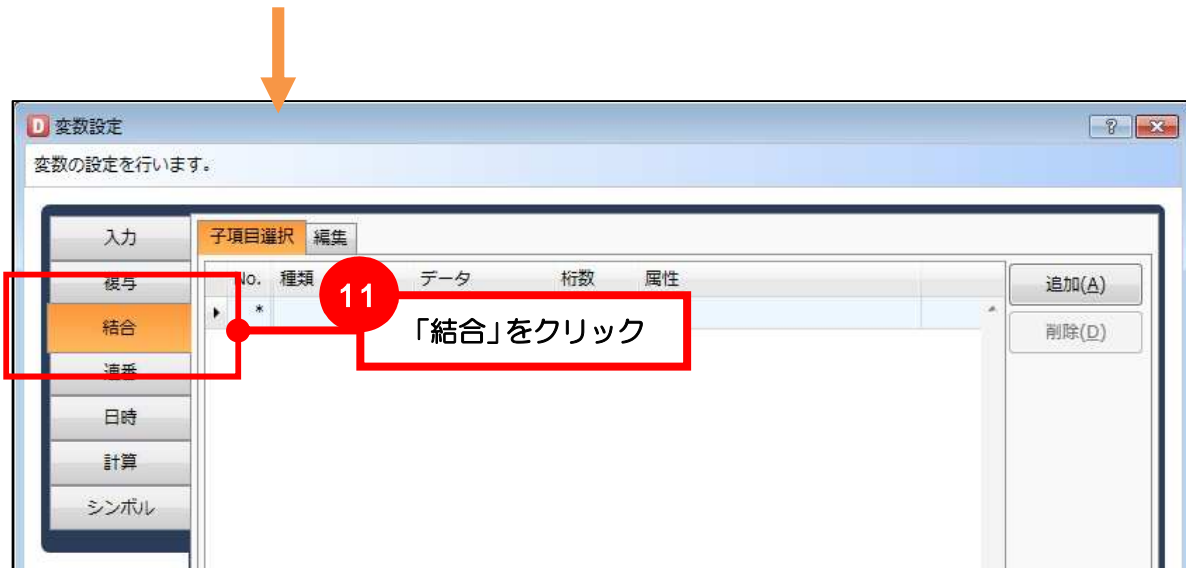 D 変数設定
変数の設定を行います。
入力
複写
結合
連番
日時
計算
シンボル
子項目選択 編集
No. 種類 データ 桁数 属性
*
追加(A)
削除(D)
11
「結合」をクリック